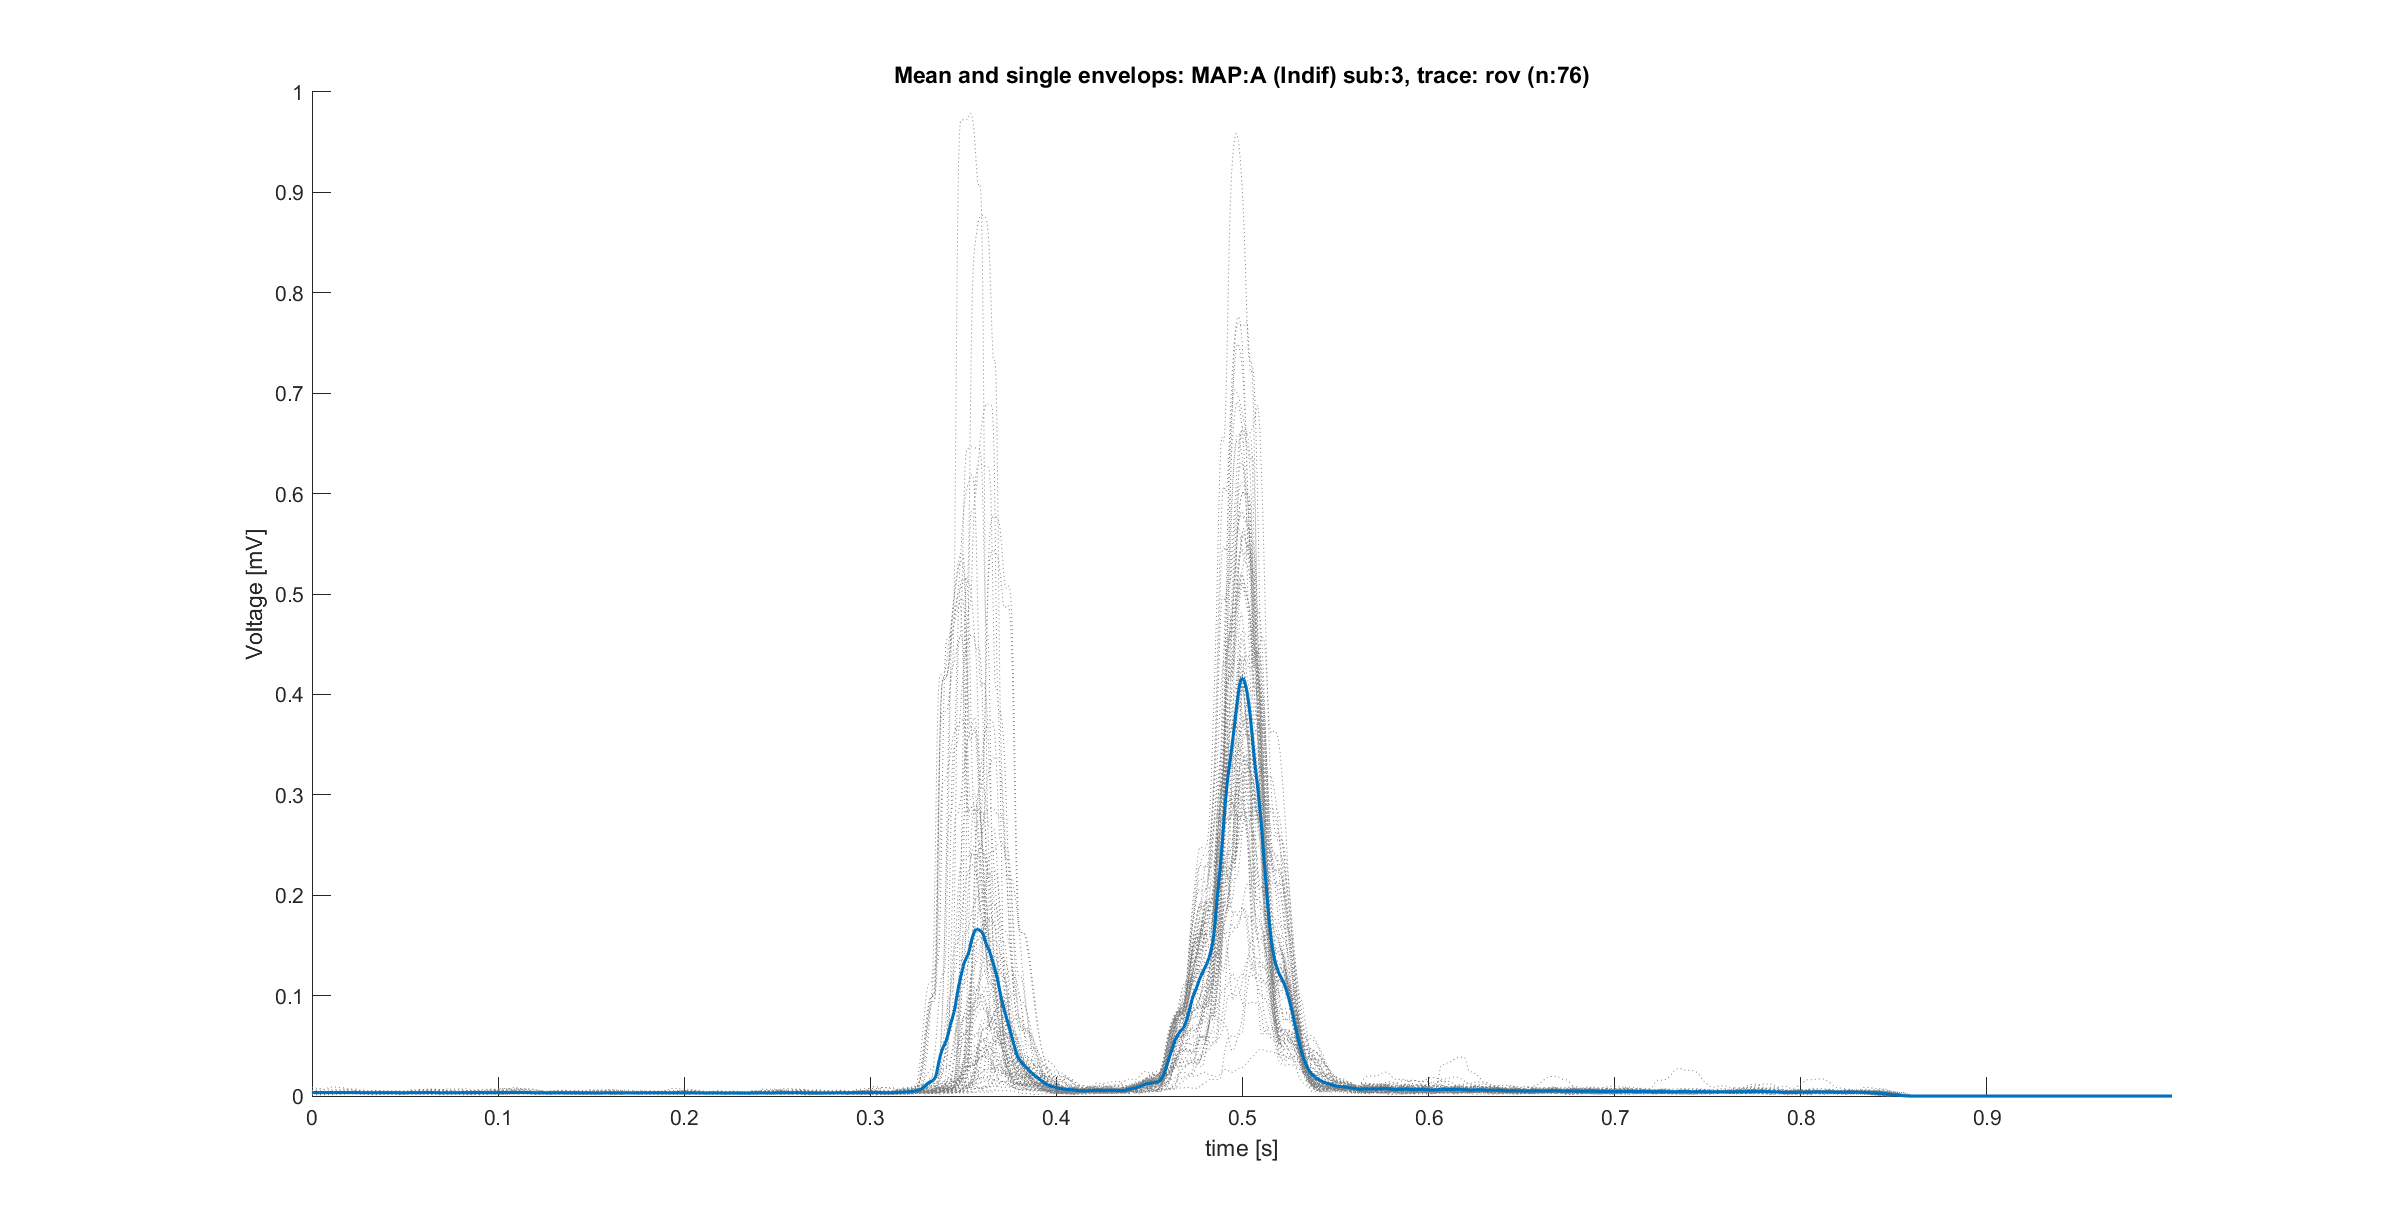 Mean and single envelops: MAP:A (Indif) sub:3, trace: rov (n:76)
1
0.9
0.8
0.7
0.6
0.5
0.4
0.3
0.2
0.1
0
Voltage [mV]
0 0.1 0.2 0.3 0.4 0.5 0.6 0.7 0.8 0.9
time [s]